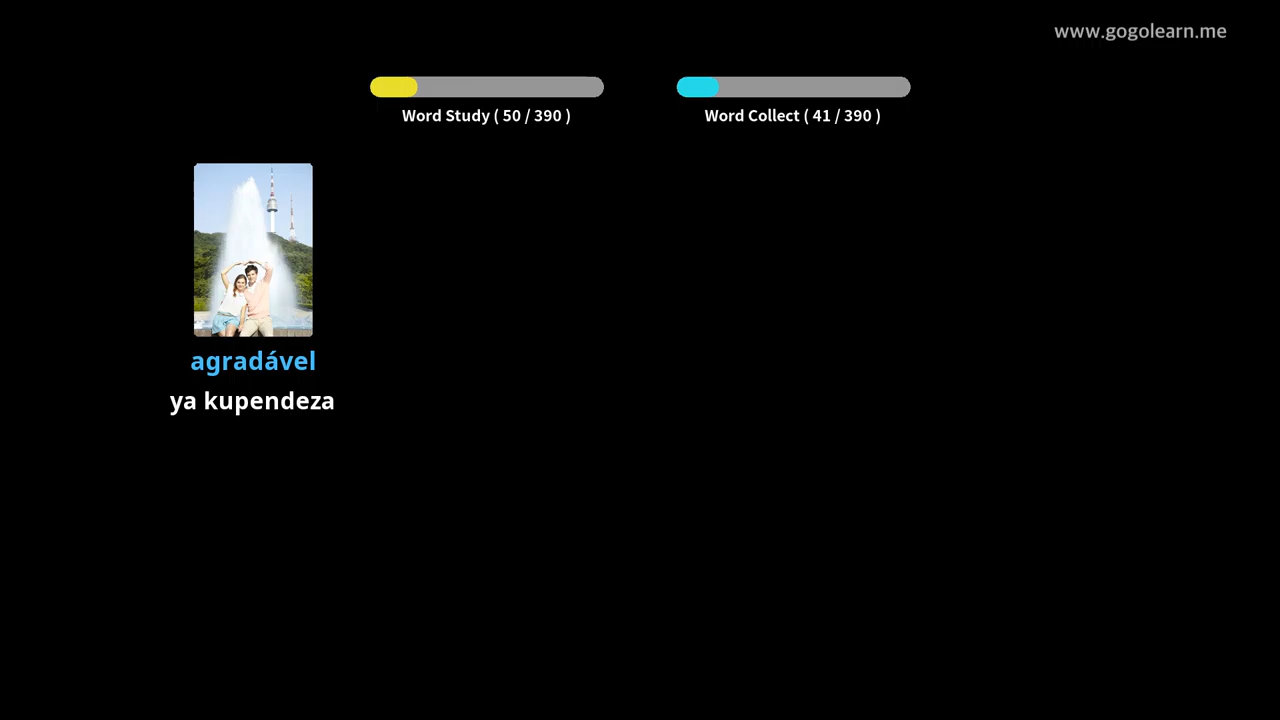 www.gogolearn.me
Word Study ( 50 / 390 )
Word Collect ( 41 / 390 )
agradável
ya kupendeza